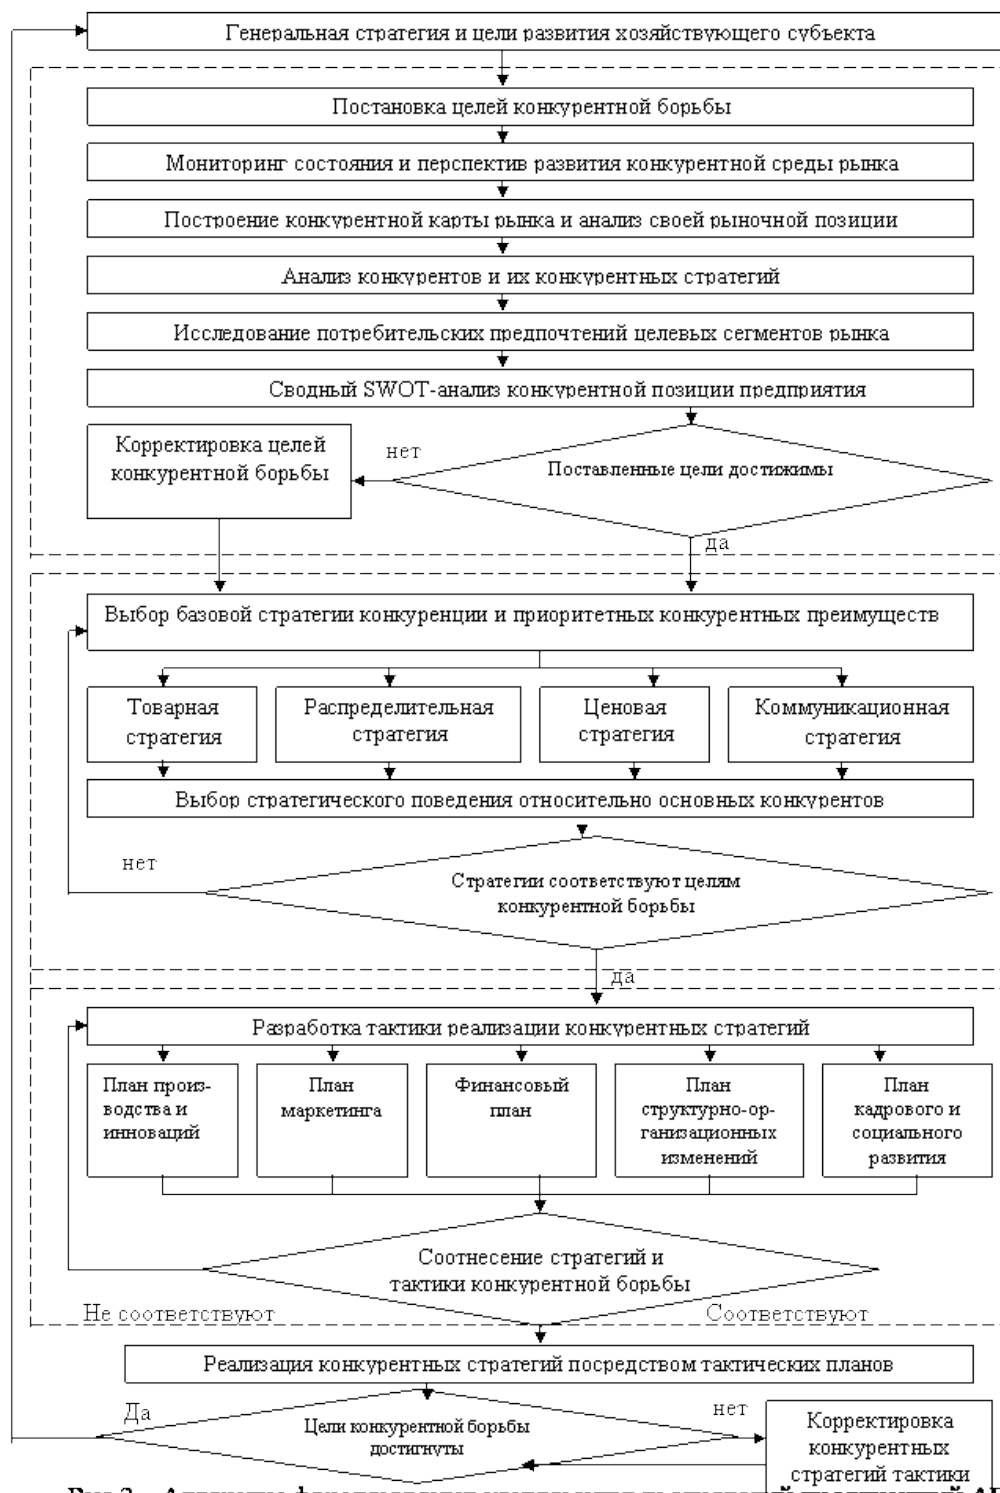 Генеральная стратегия и цели развития хозяйствующего субъекта
Постановка целей конкурентной борьбы
Мониторинг состояния и перспектив развития конкурентной среды рынка
Построение конкурентной карты рынка и анализ своей рыночной позиции
Анализ конкурентов и их конкурентных стратегий
Исследование потребительских предпочтений целевых сегментов рынка
Сводный SWOT-анализ конкурентной позиции предприятия
Корректировка целей
конкурентной борьбы
нет
Поставленные цели достижимы
да
Выбор базовой стратегии конкуренции и приоритетных конкурентных преимуществ
Товарная
стратегия
Распределительная
стратегия
Ценовая
стратегия
Коммуникационная
стратегия
Выбор стратегического поведения относительно основных конкурентов
нет
Стратегии соответствуют целям
конкурентной борьбы
да
Разработка тактики реализации конкурентных стратегий
План произ-
водства и
инноваций
План
маркетинга
Финансовый
план
План
структурно-ор-
ганизационных
изменений
План
кадрового и
социального
развития
Соотнесение стратегий и
тактики конкурентной борьбы
Не соответствуют
Соответствуют
Реализация конкурентных стратегий посредством тактических планов
Да
Цели конкурентной борьбы
достигнуты
нет
Корректировка
конкурентных
стратегий тактики